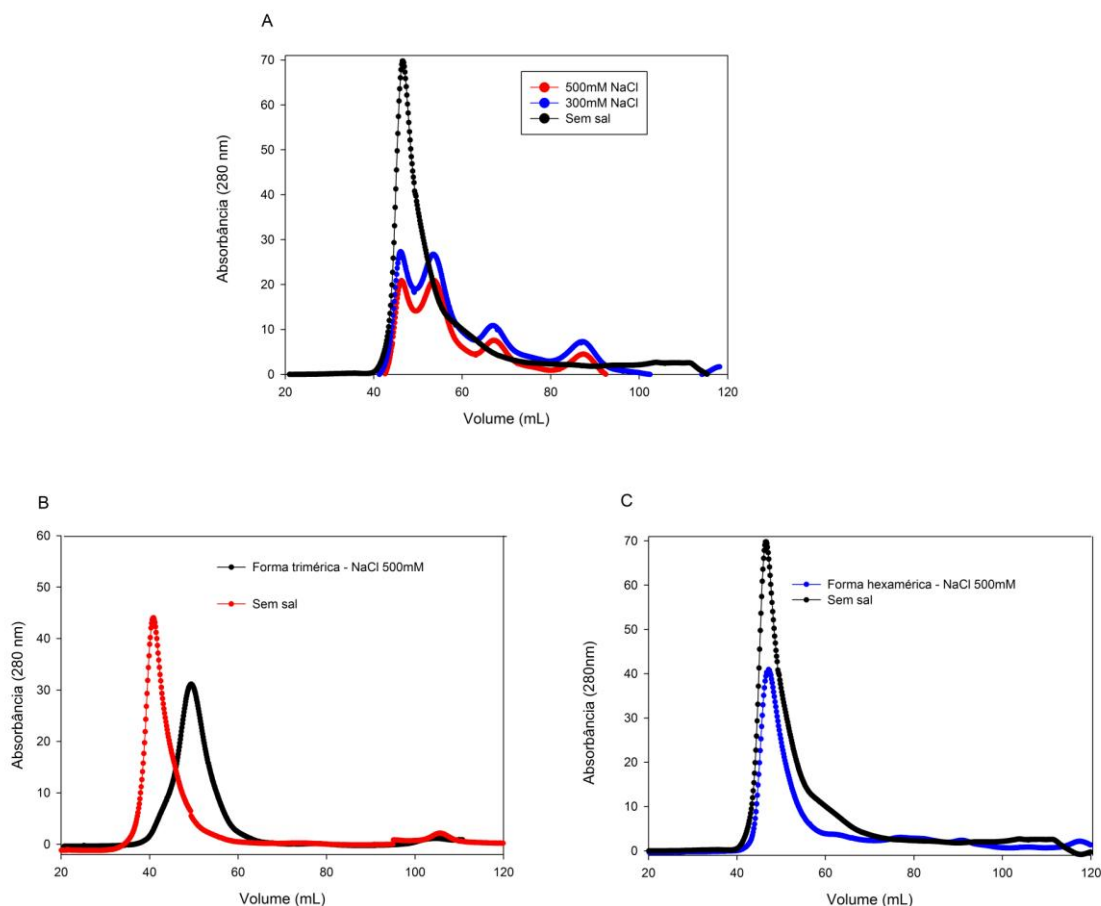 A
70
60
50
40
30
20
10
0
Absorbância (280 nm)
500mM NaCl
300mM NaCl
Sem sal
20 40 60 80 100 120
Volume (mL)
B
60
50
40
30
20
10
0
Absorbância (280 nm)
Forma trimérica - NaCl 500mM
Sem sal
20 40 60 80 100 120
Volume (mL)
C
70
60
50
40
30
20
10
0
Absorbância (280nm)
Forma hexamérica - NaCl 500mM
Sem sal
20 40 60 80 100 120
Volume (mL)